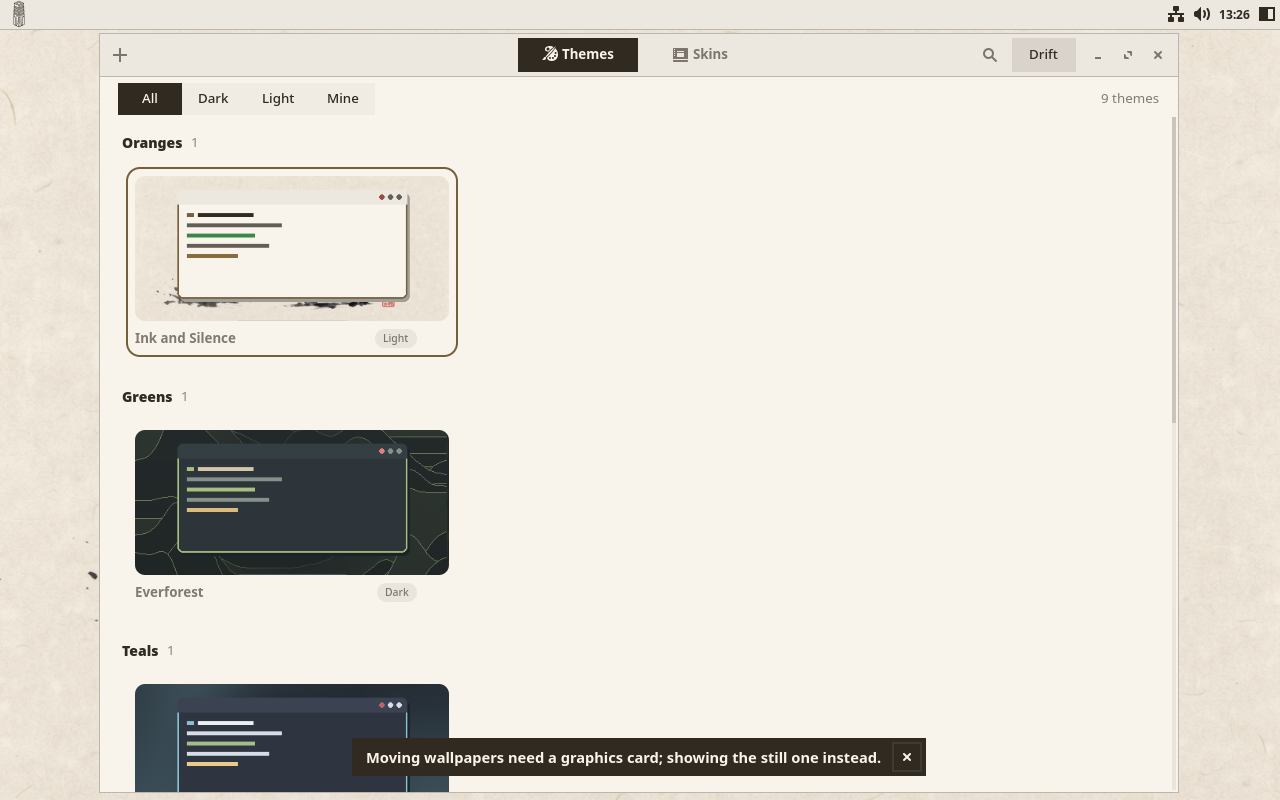 13:26
Themes
Skins
Drift
All
Dark
Light
Mine
9 themes
Oranges 1
Ink and Silence
Light
Greens 1
Everforest
Dark
Teals 1
Moving wallpapers need a graphics card; showing the still one instead.